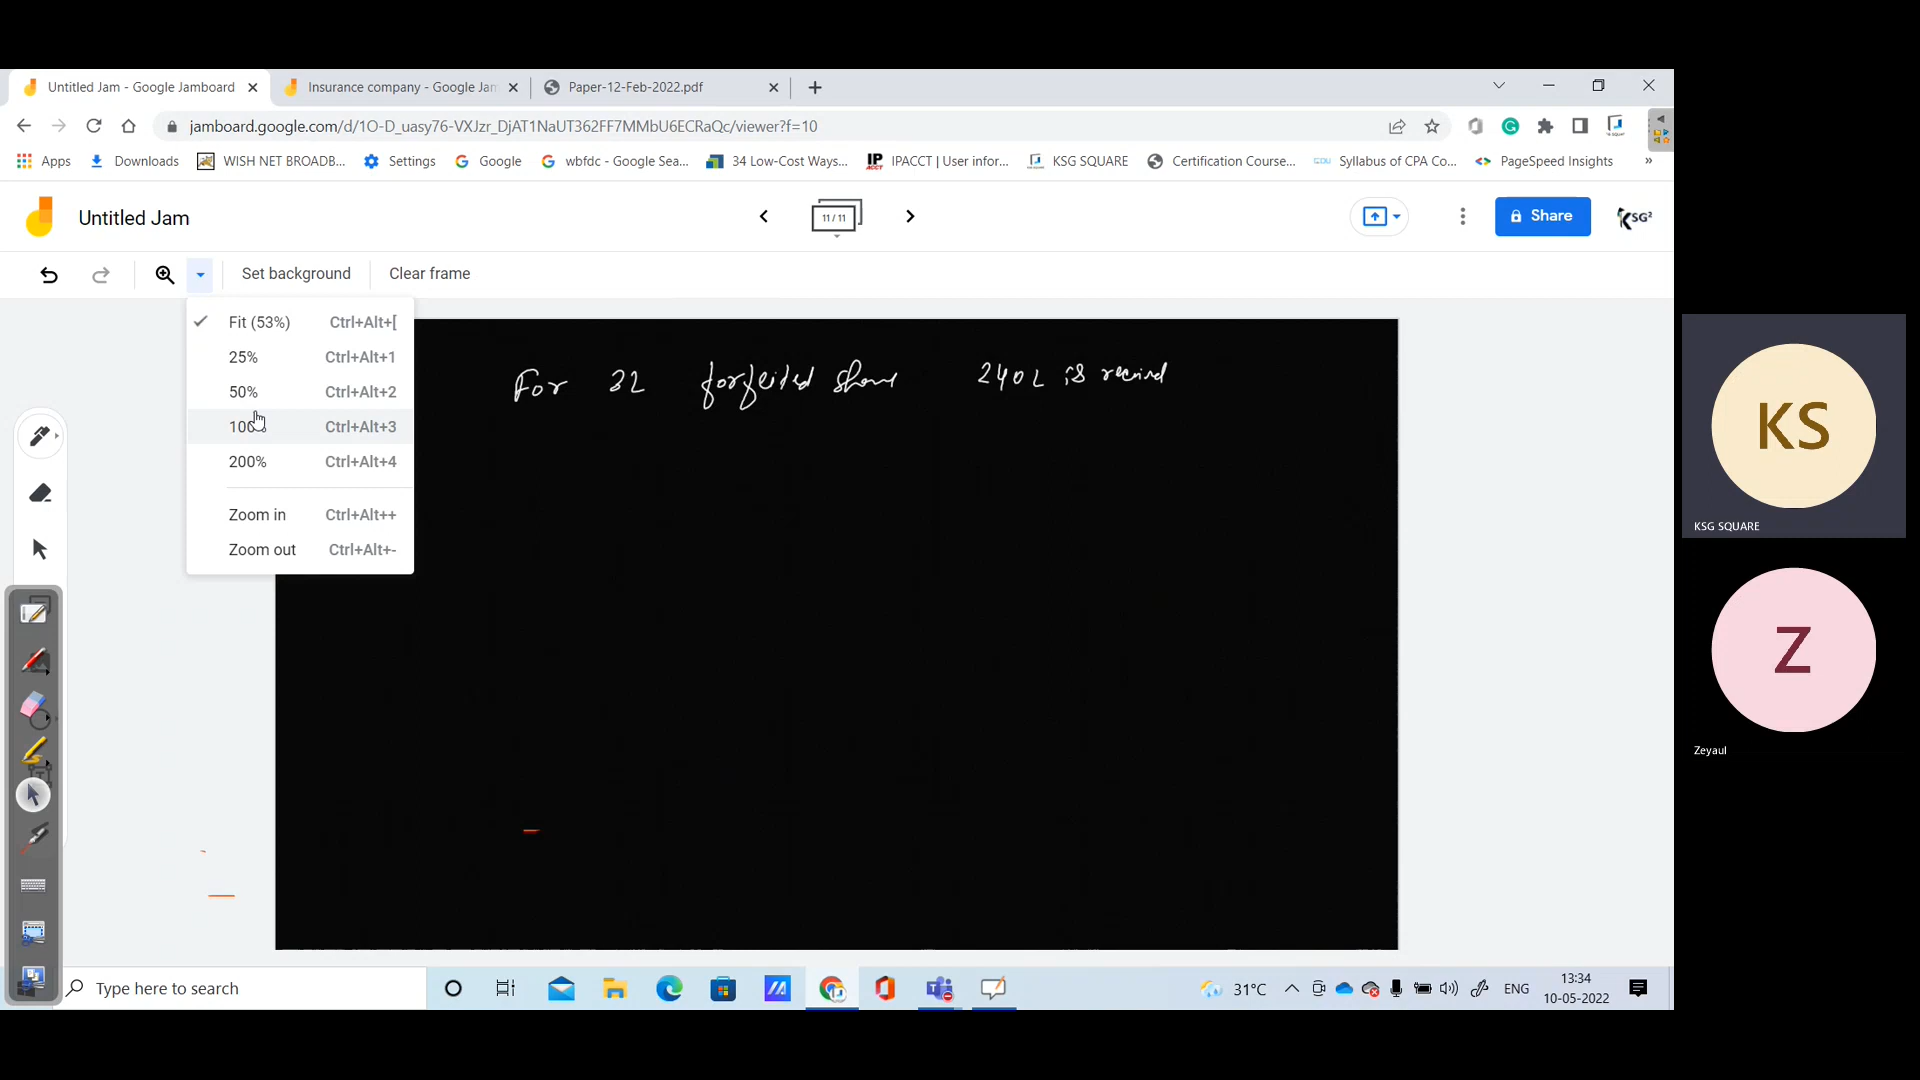 Untitled Jam - Google Jamboard
Insurance company - Google Jam
Paper-12-Feb-2022.pdf
jamboard.google.com/d/1O-D_uasy76-VXJzr_DjAT1NaUT362FF7MMbU6ECRaQc/viewer?f=10
Apps
Downloads
WISH NET BROADB...
Settings
Google
wbfdc - Google Sea...
34 Low-Cost Ways...
IPACCT | User infor...
KSG SQUARE
Certification Course...
Syllabus of CPA Co...
PageSpeed Insights
»
Untitled Jam
11 / 11
Share
KSG²
Set background
Clear frame
Fit (53%) Ctrl+Alt+[
25% Ctrl+Alt+1
50% Ctrl+Alt+2
100% Ctrl+Alt+3
200% Ctrl+Alt+4
Zoom in Ctrl+Alt++
Zoom out Ctrl+Alt+-
For 32 forfeited share 240L is
KS
KSG SQUARE
Z
Zeyaul
Type here to search
31°C
ENG
13:34
10-05-2022